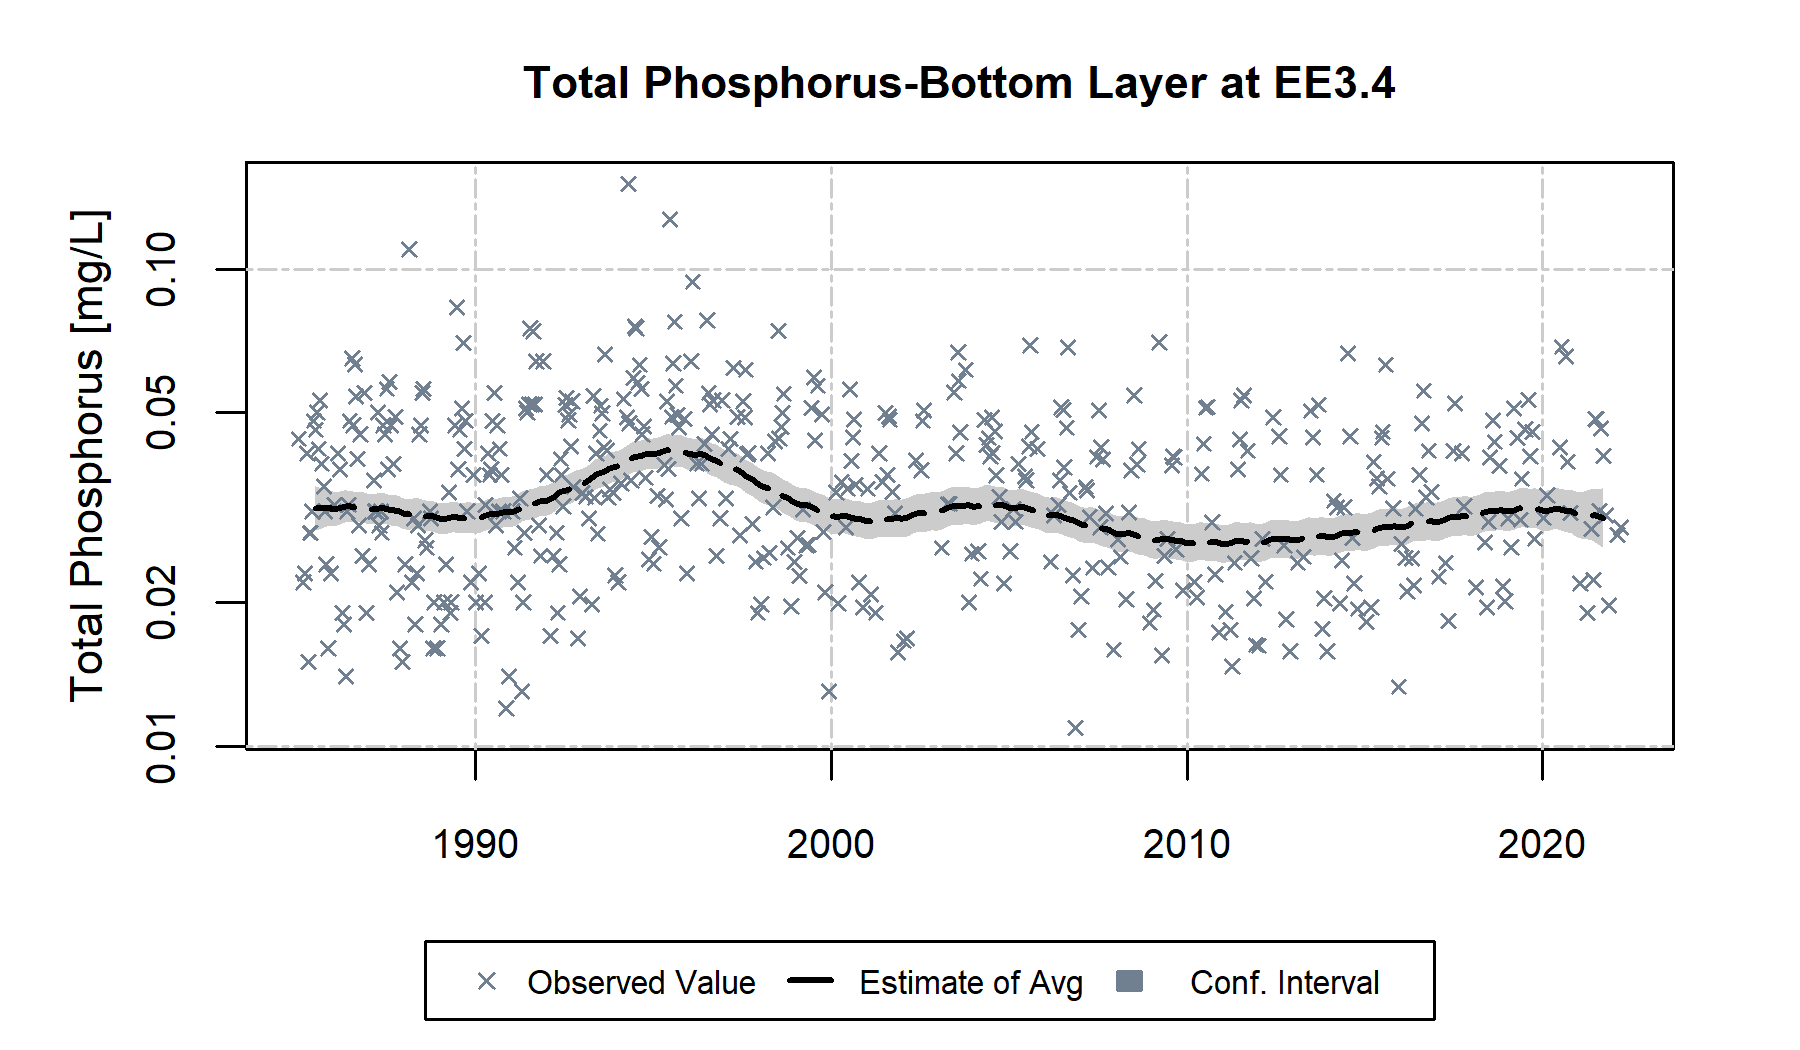 Total Phosphorus-Bottom Layer at EE3.4
Total Phosphorus [mg/L]
0.10
0.05
0.02
0.01
1990 2000 2010 2020
Observed Value Estimate of Avg Conf. Interval